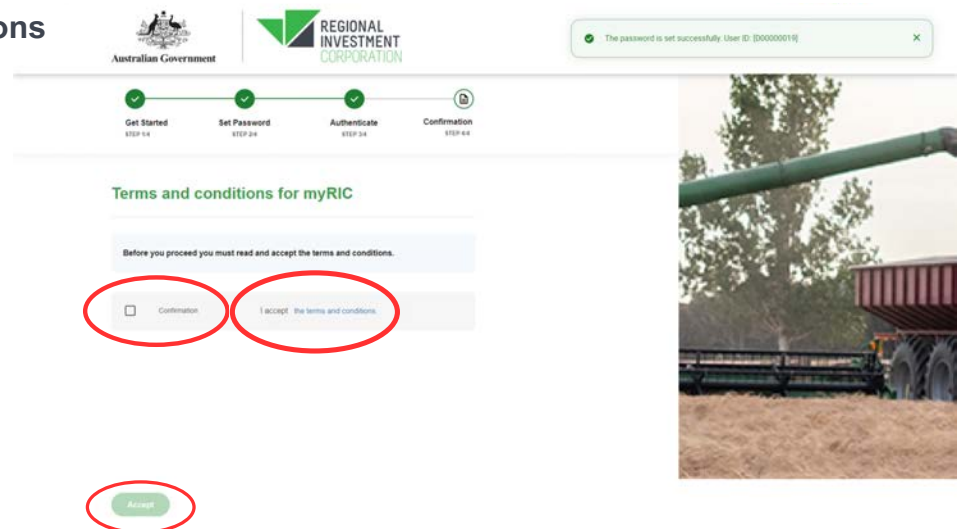 ons
Australian Government
REGIONAL
INVESTMENT
CORPORATION
The password is set successfully. User ID: [D00000019]
Get Started
STEP 1/4
Set Password
STEP 2/4
Authenticate
STEP 3/4
Confirmation
STEP 4/4
Terms and conditions for myRIC
Before you proceed you must read and accept the terms and conditions.
Confirmation I accept the terms and conditions.
Accept